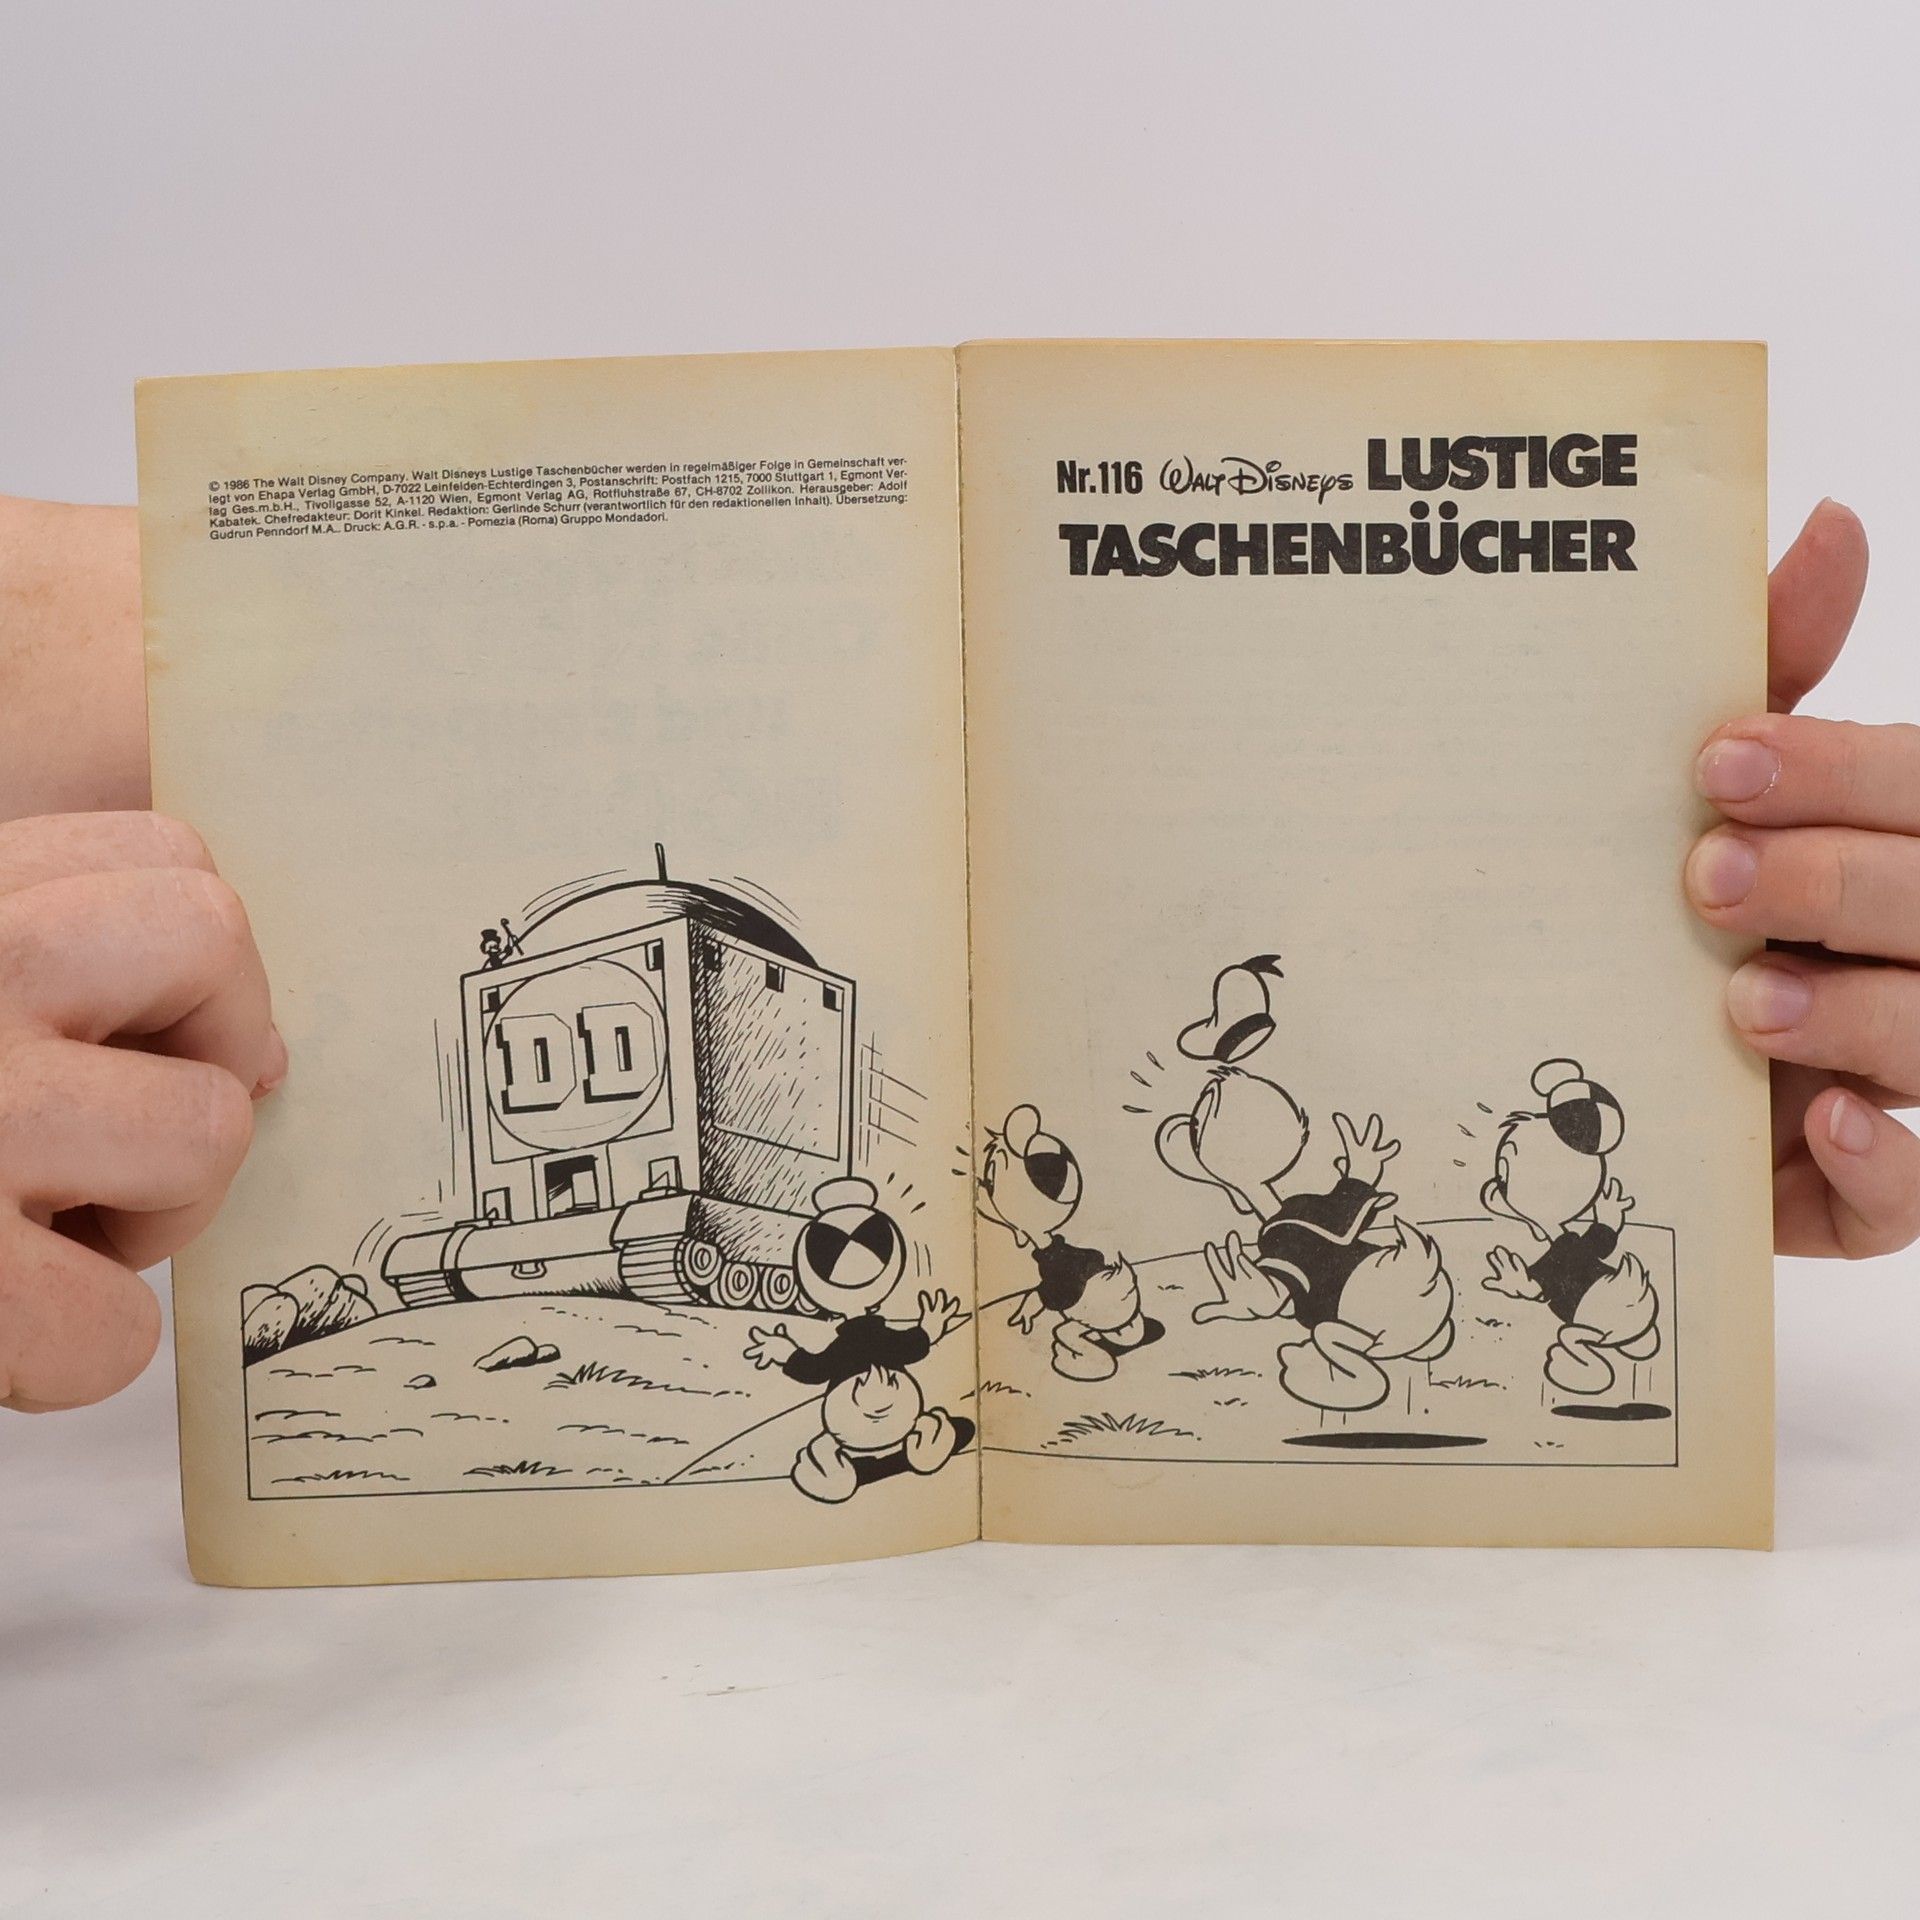 © 1986 The Walt Disney Company. Walt Disneys Lustige Taschenbücher werden in regelmäßiger Folge in Gemeinschaft ver-
legt von Ehapa Verlag GmbH, D-7022 Leinfelden-Echterdingen 3, Postanschrift: Postfach 1215, 7000 Stuttgart 1, Egmont Ver-
lag Ges.m.b.H., Tivoligasse 52, A-1120 Wien, Egmont Verlag AG, Rotfluhstraße 67, CH-8702 Zollikon. Herausgeber: Adolf
Kabatek. Chefredakteur: Dorit Kinkel. Redaktion: Gerlinde Schurr (verantwortlich für den redaktionellen Inhalt). Übersetzung:
Gudrun Penndorf M.A.. Druck: A.G.R. - s.p.a. - Pomezia (Roma) Gruppo Mondadori.
DD
Nr.116 Walt Disneys LUSTIGE
TASCHENBÜCHER